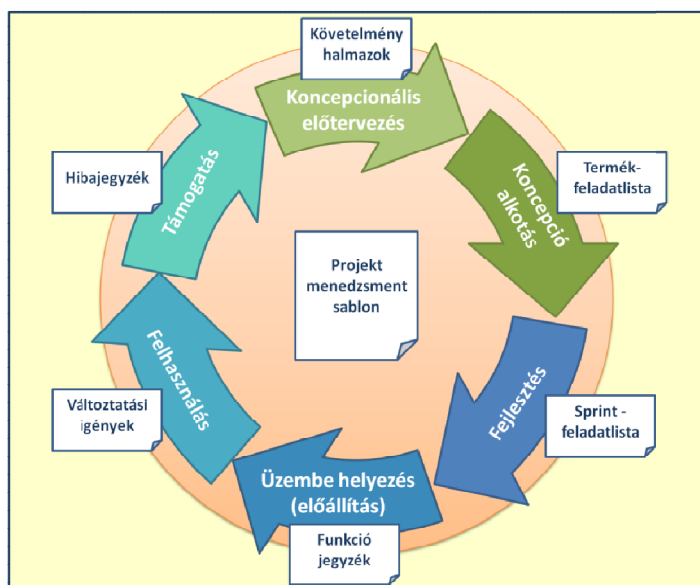 Követelmény
halmazok
Koncepcionális
előtervezés
Koncepció
alkotás
Termék-
feladatlista
Fejlesztés
Sprint -
feladatlista
Üzembe helyezés
(előállítás)
Funkció
jegyzék
Felhasználás
Változtatási
igények
Támogatás
Hibajegyzék
Projekt
menedzsment
sablon